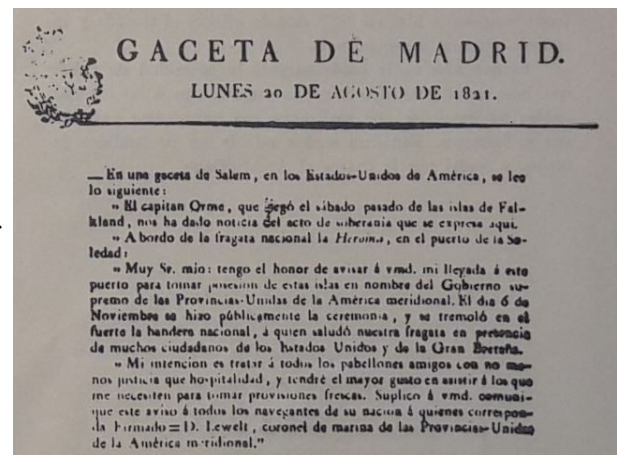 GACETA DE MADRID.
LUNES 20 DE AGOSTO DE 1821.
— En una gaceta de Salem, en los Estados-Unidos de América, se lee
lo siguiente:
» El capitan Orme, que llegó el sábado pasado de las islas de Fal-
kland, nos ha dado noticia del acto de soberania que se expresa aqui.
» A bordo de la fragata nacional la Heroina, en el puerto de la So-
ledad:
» Muy Sr. mio: tengo el honor de avisar á vmd. mi llegada á este
puerto para tomar posesion de estas islas en nombre del Gobierno su-
premo de las Provincias-Unidas de la América meridional. El dia 6 de
Noviembre se hizo públicamente la ceremonia, y se tremoló en el
fuerto la bandera nacional, á quien saludó nuestra fragata en presencia
de muchos ciudadanos de los Estados Unidos y de la Gran Bretaña.
» Mi intencion es tratar á todos los pabellones amigos con no me-
nos justicia que hospitalidad, y tendré el mayor gusto en asistir á los que
me necesiten para tomar provisiones frescas. Suplico á vmd. comuni-
que este aviso á todos los navegantes de su nacion á quienes correspon-
da Firmado = D. Lewelt, coronel de marina de las Provincias-Unidas
de la América meridional."